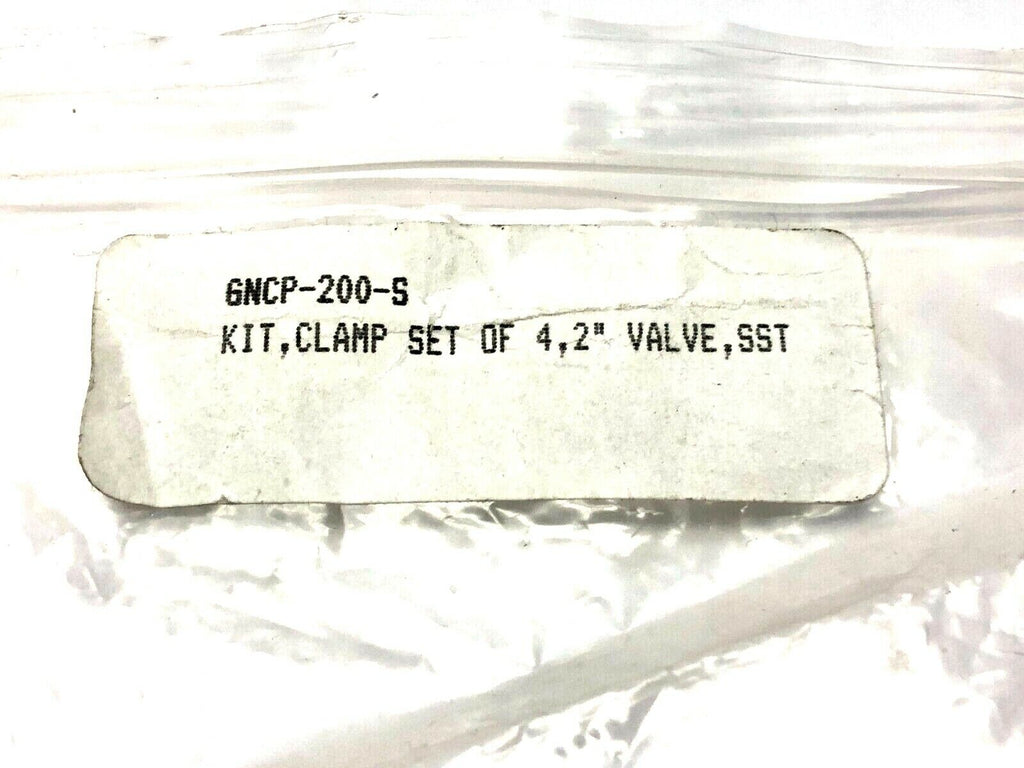 6NCP-200-S
KIT,CLAMP SET OF 4,2" VALVE,SST